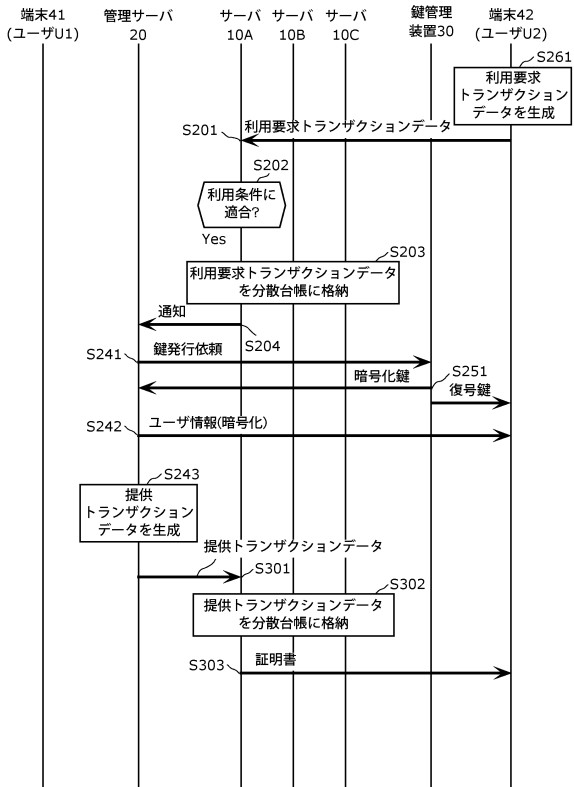 端末41
(ユーザU1)
管理サーバ
20
サーバ
10A
サーバ
10B
サーバ
10C
鍵管理
装置30
端末42
(ユーザU2)
S261
利用要求
トランザクション
データを生成
利用要求トランザクションデータ
S201
S202
利用条件に
適合?
Yes
S203
利用要求トランザクションデータ
を分散台帳に格納
通知
S204
鍵発行依頼
S241
暗号化鍵
S251
復号鍵
ユーザ情報(暗号化)
S242
S243
提供
トランザクション
データを生成
提供トランザクションデータ
S301
S302
提供トランザクションデータ
を分散台帳に格納
証明書
S303